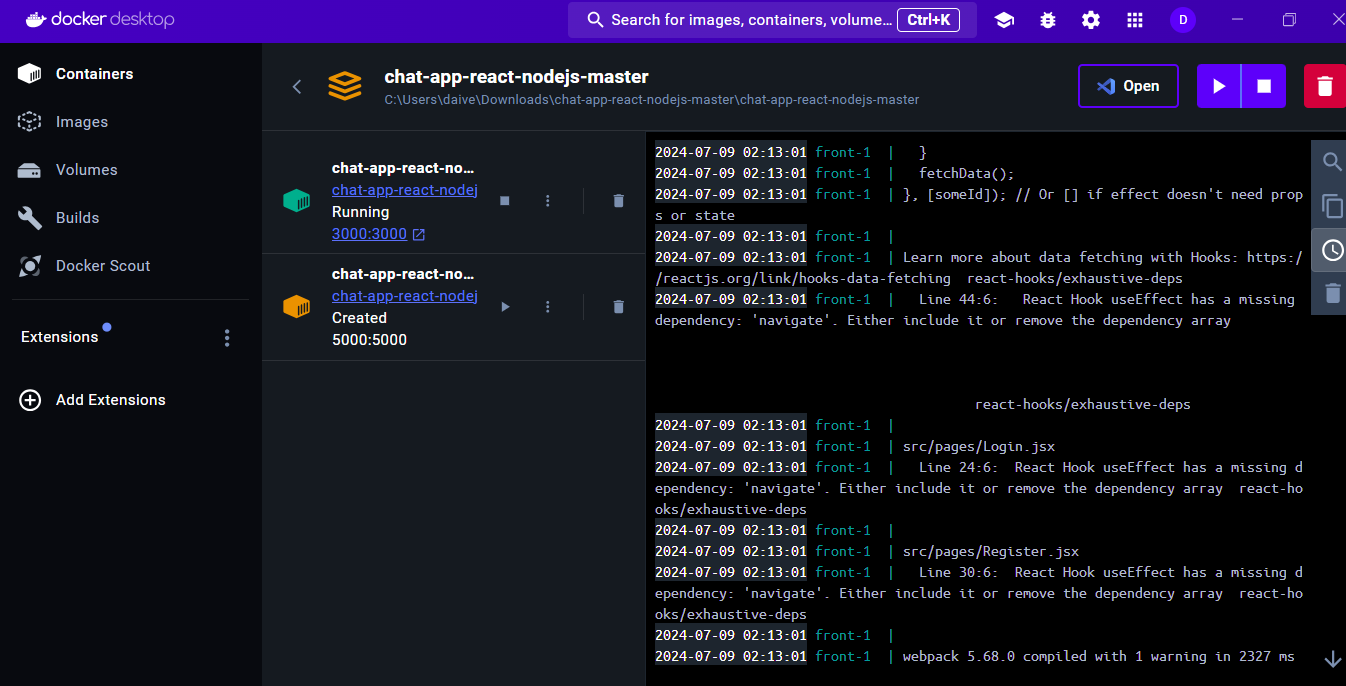 docker desktop
Search for images, containers, volume... Ctrl+K
D
Containers
Images
Volumes
Builds
Docker Scout
Extensions
Add Extensions
chat-app-react-nodejs-master
C:\Users\daive\Downloads\chat-app-react-nodejs-master\chat-app-react-nodejs-master
Open
chat-app-react-no...
chat-app-react-nodej
Running
3000:3000
chat-app-react-no...
chat-app-react-nodej
Created
5000:5000
2024-07-09 02:13:01 front-1 | }
2024-07-09 02:13:01 front-1 | fetchData();
2024-07-09 02:13:01 front-1 | }, [someId]); // Or [] if effect doesn't need prop
s or state
2024-07-09 02:13:01 front-1 |
2024-07-09 02:13:01 front-1 | Learn more about data fetching with Hooks: https:/
/reactjs.org/link/hooks-data-fetching react-hooks/exhaustive-deps
2024-07-09 02:13:01 front-1 | Line 44:6: React Hook useEffect has a missing
dependency: 'navigate'. Either include it or remove the dependency array
react-hooks/exhaustive-deps
2024-07-09 02:13:01 front-1 |
2024-07-09 02:13:01 front-1 | src/pages/Login.jsx
2024-07-09 02:13:01 front-1 | Line 24:6: React Hook useEffect has a missing d
ependency: 'navigate'. Either include it or remove the dependency array react-ho
oks/exhaustive-deps
2024-07-09 02:13:01 front-1 |
2024-07-09 02:13:01 front-1 | src/pages/Register.jsx
2024-07-09 02:13:01 front-1 | Line 30:6: React Hook useEffect has a missing d
ependency: 'navigate'. Either include it or remove the dependency array react-ho
oks/exhaustive-deps
2024-07-09 02:13:01 front-1 |
2024-07-09 02:13:01 front-1 | webpack 5.68.0 compiled with 1 warning in 2327 ms